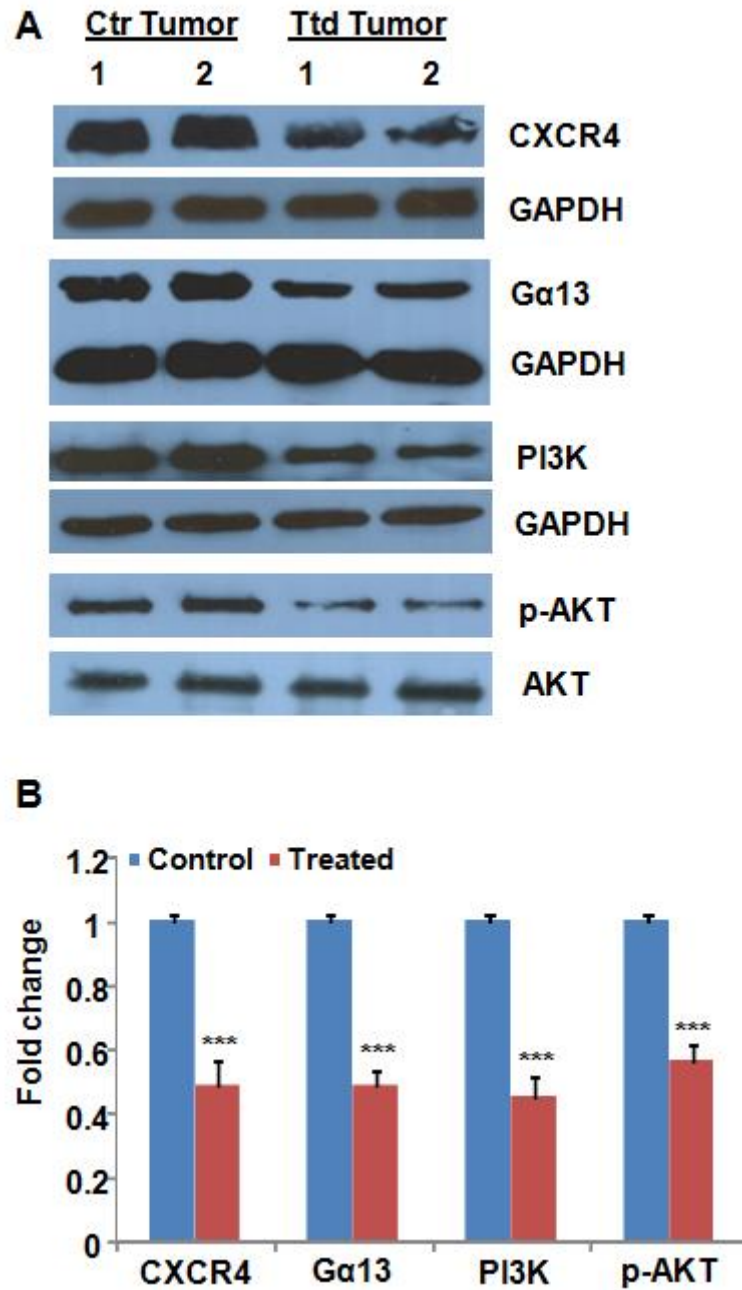 A
Ctr Tumor Ttd Tumor
1 2 1 2
CXCR4
GAPDH
Gα13
GAPDH
PI3K
GAPDH
p-AKT
AKT
B
Control Treated
1.2
1
0.8
0.6
0.4
0.2
0
Fold change
*** *** *** ***
CXCR4 Gα13 PI3K p-AKT